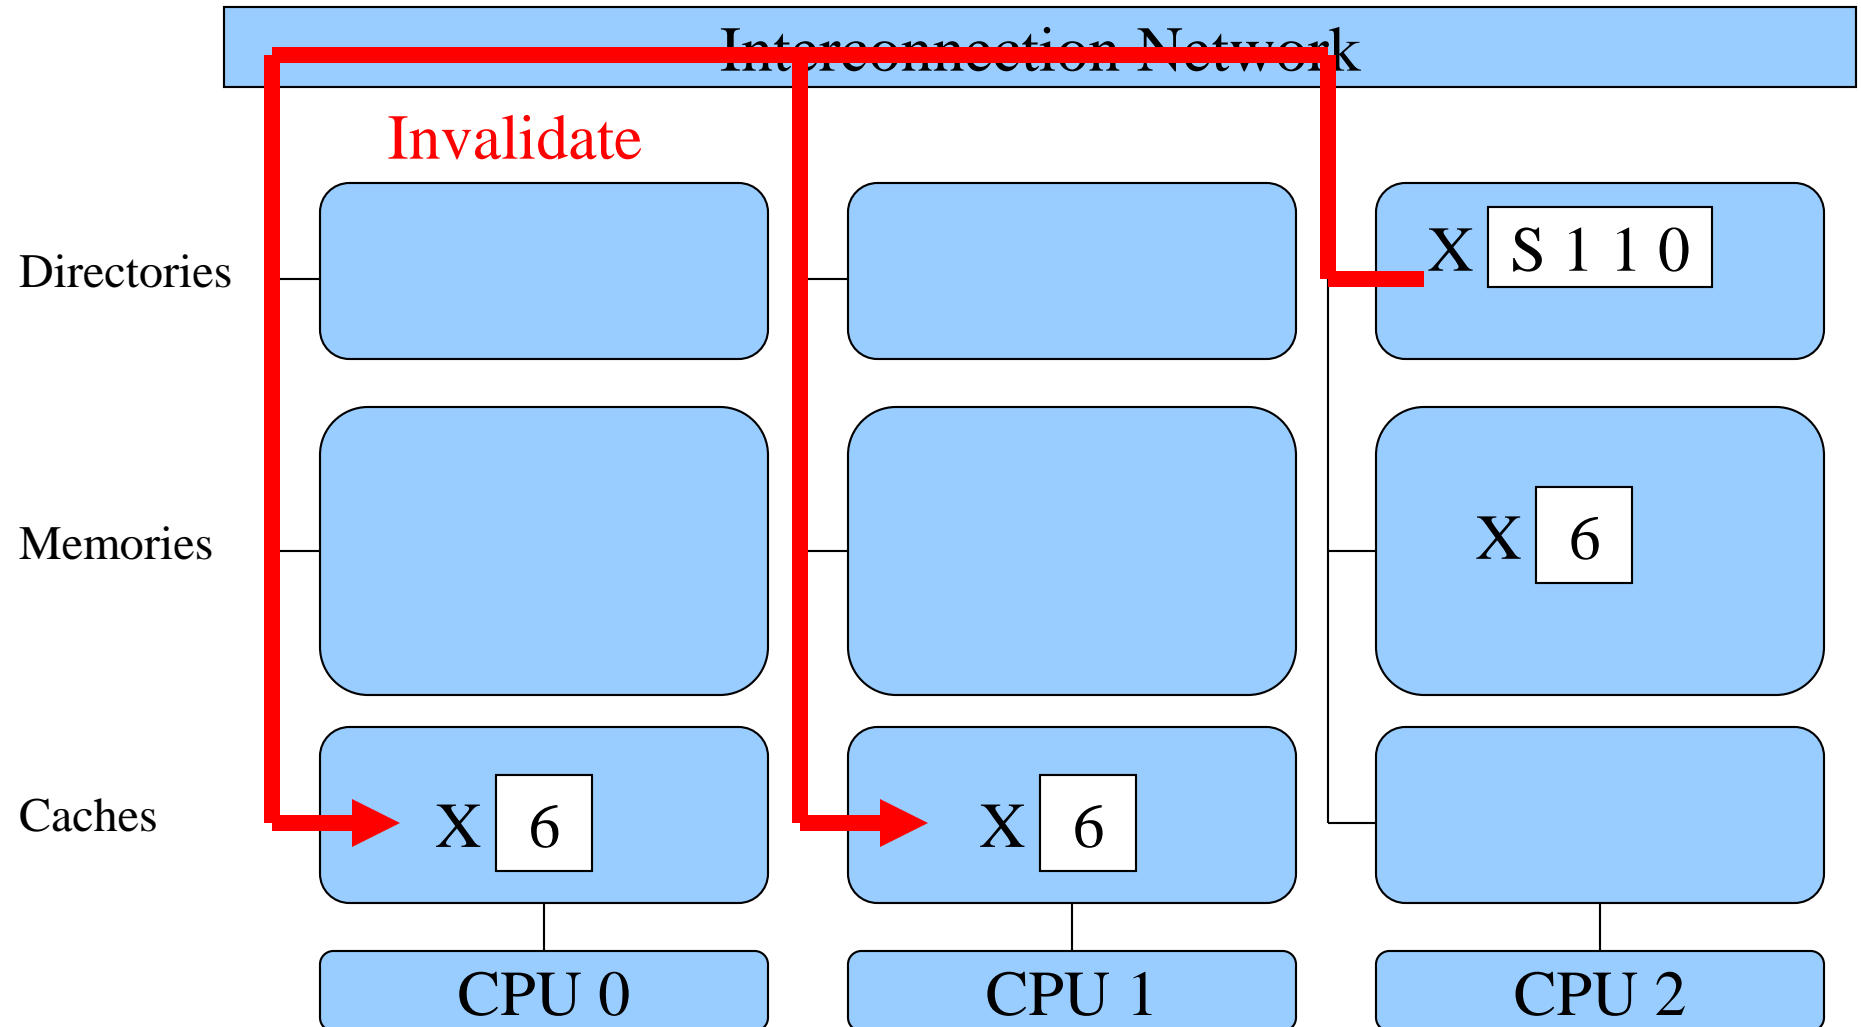 Interconnection Network
Invalidate
Directories
X S 1 1 0
Memories
X 6
Caches
X 6
X 6
CPU 0
CPU 1
CPU 2